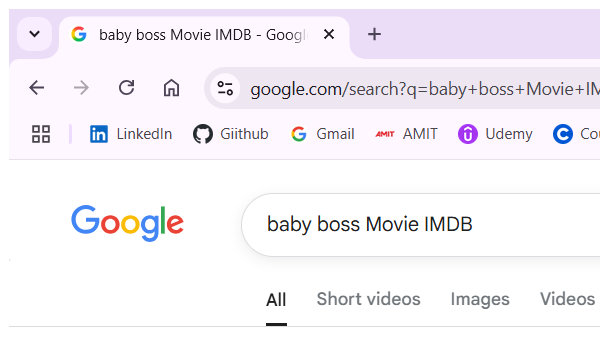 baby boss Movie IMDB - Googl
google.com/search?q=baby+boss+Movie+IM
LinkedIn Giithub Gmail AMIT AMIT Udemy Cou
Google baby boss Movie IMDB
All Short videos Images Videos